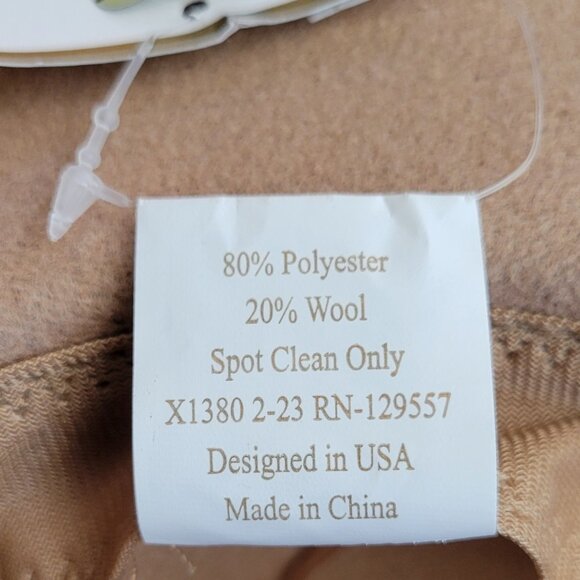 80% Polyester
20% Wool
Spot Clean Only
X1380 2-23 RN-129557
Designed in USA
Made in China